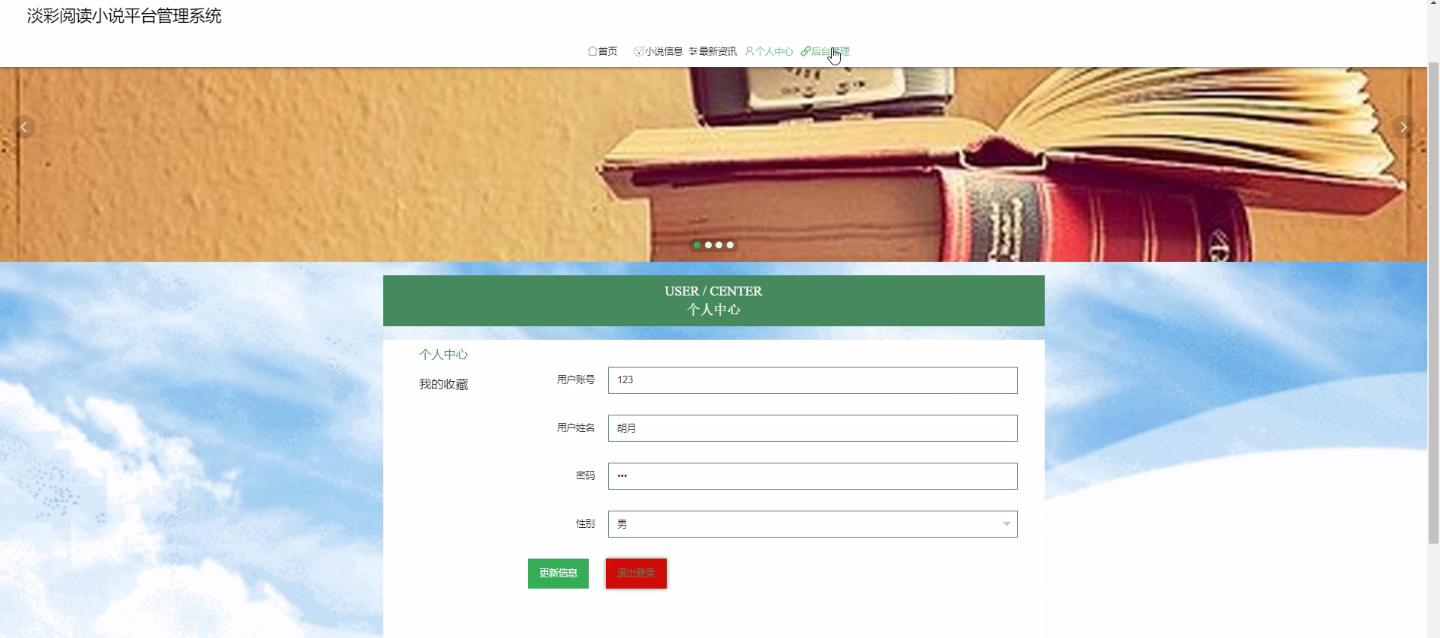 淡彩阅读小说平台管理系统
首页 小说信息 最新资讯 个人中心 后台管理
USER / CENTER
个人中心
个人中心
我的收藏
用户账号 123
用户姓名 胡月
密码 •••
性别 男
更新信息 退出登录